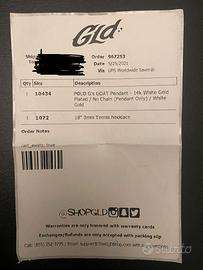 Gld
Order 967253
Date 5/25/2021
Via UPS Worldwide Saver®
Qty Sku Description
1 10434 POLO G's GOAT Pendant - 14k White Gold
Plated / No Chain (Pendant Only) / White
Gold
1 1072 18" 3mm Tennis Necklace
Order Notes
@SHOPGLD
Warranties are only honored with warranty cards
Exchanges/Refunds are only accepted with packing slip
subito